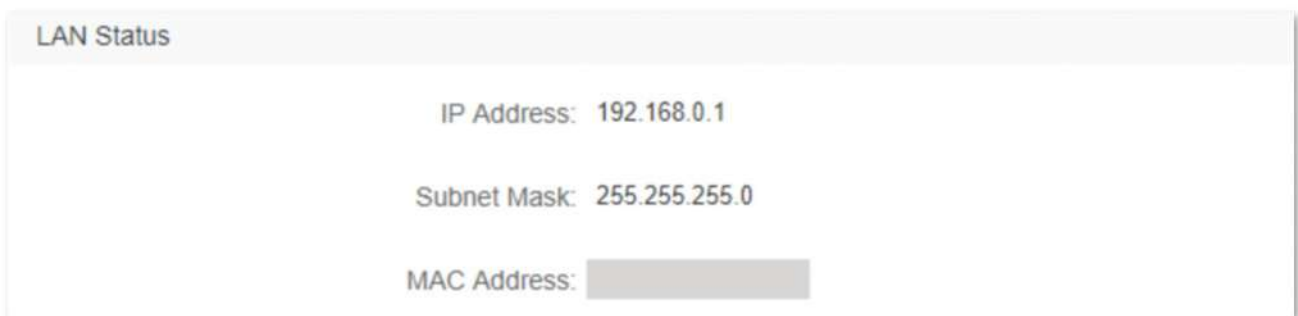 LAN Status
IP Address: 192.168.0.1
Subnet Mask: 255.255.255.0
MAC Address: